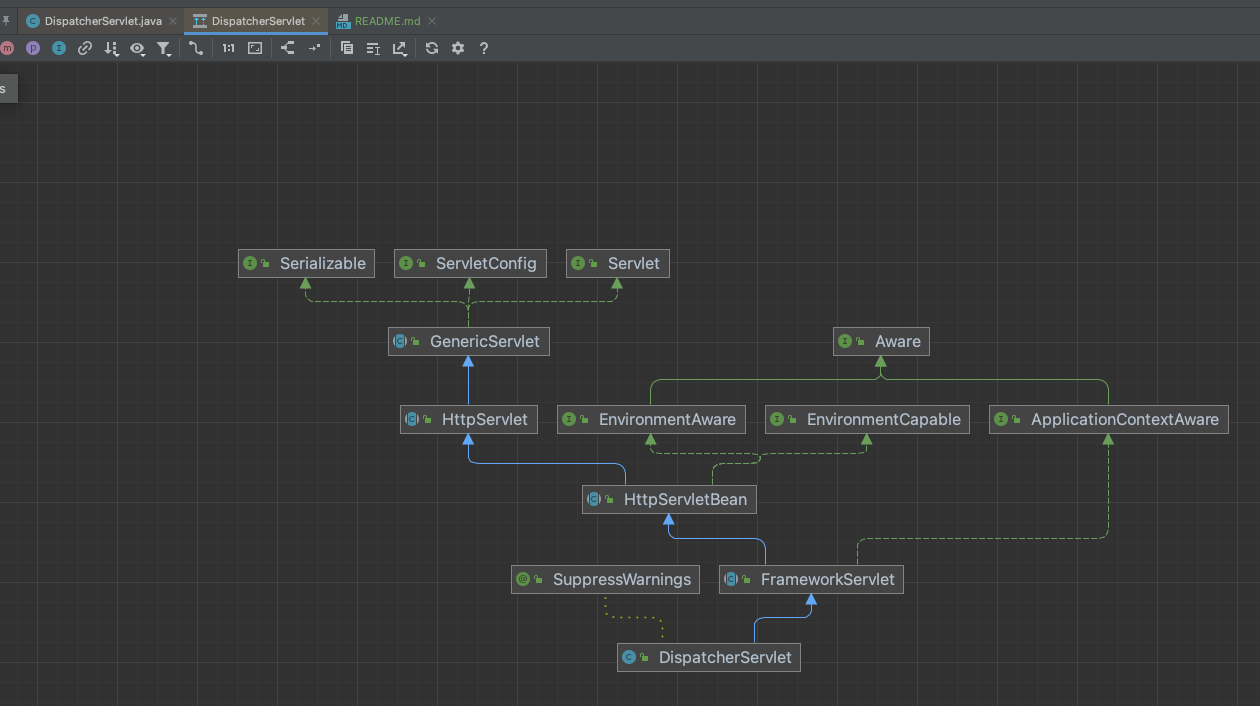 DispatcherServlet.java DispatcherServlet README.md
m p I 1:1 ?
s
Serializable ServletConfig Servlet
GenericServlet Aware
HttpServlet EnvironmentAware EnvironmentCapable ApplicationContextAware
HttpServletBean
SuppressWarnings FrameworkServlet
DispatcherServlet